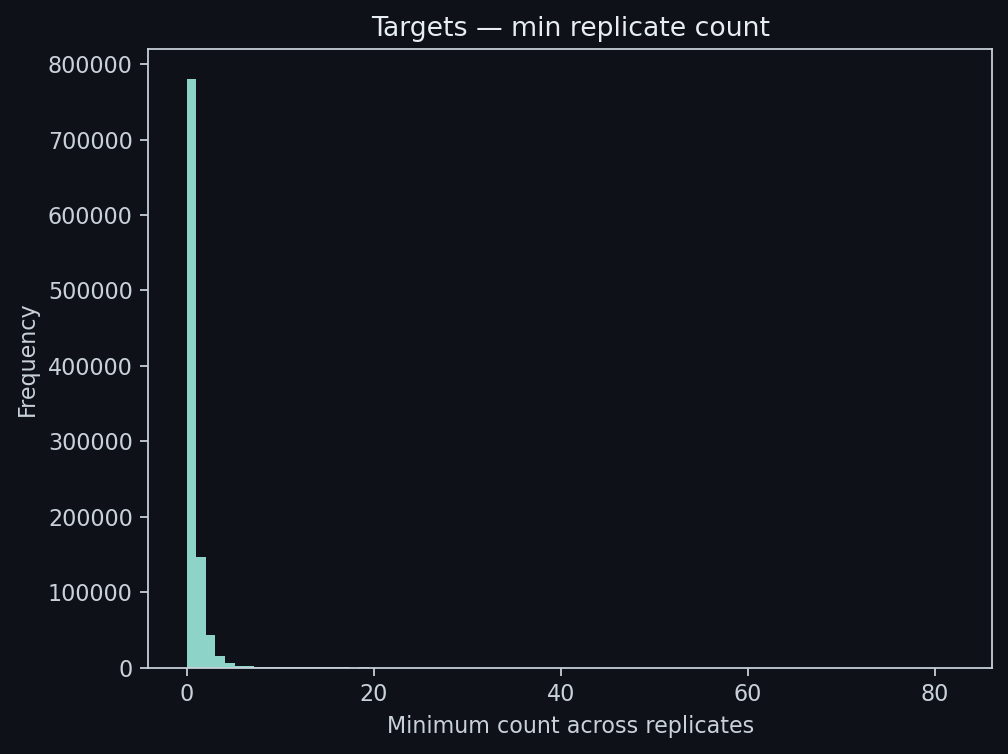 Targets — min replicate count
800000
700000
600000
500000
400000
300000
200000
100000
0
Frequency
0 20 40 60 80
Minimum count across replicates